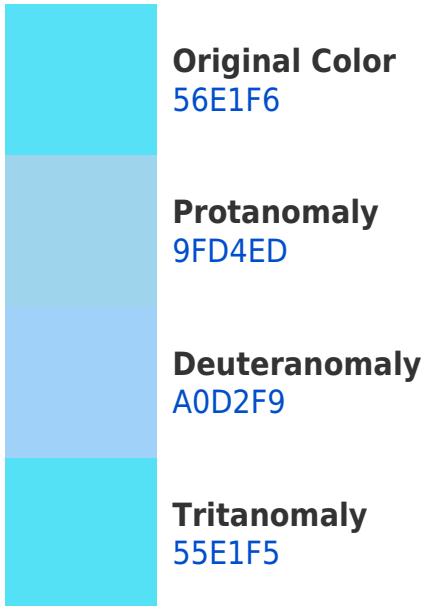 Original Color
56E1F6
Protanomaly
9FD4ED
Deuteranomaly
A0D2F9
Tritanomaly
55E1F5